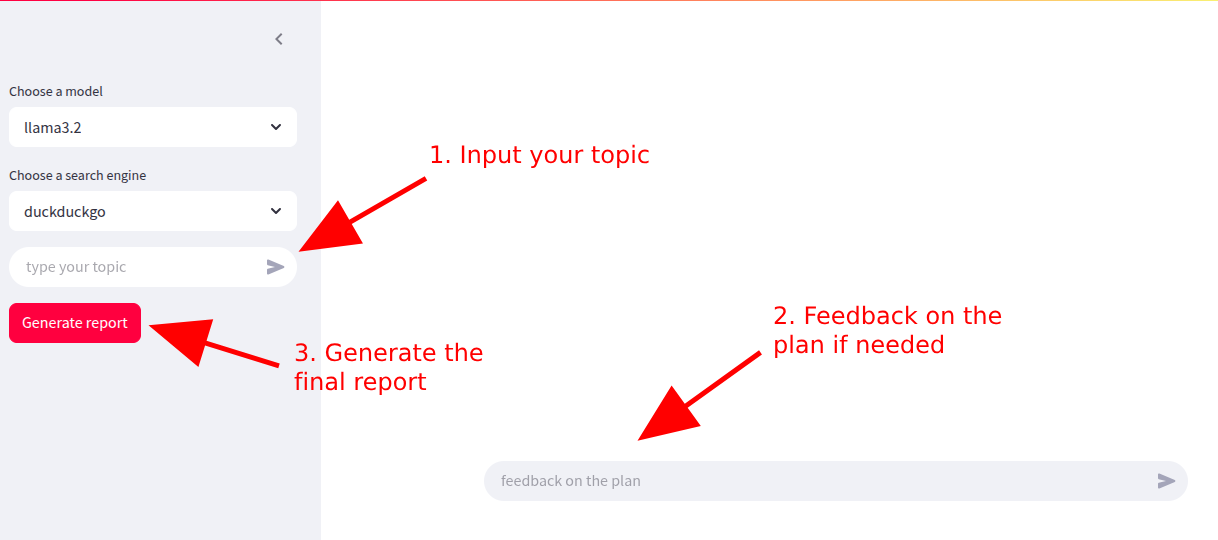 Choose a model
llama3.2
Choose a search engine
duckduckgo
type your topic
Generate report
1. Input your topic
2. Feedback on the
plan if needed
3. Generate the
final report
feedback on the plan